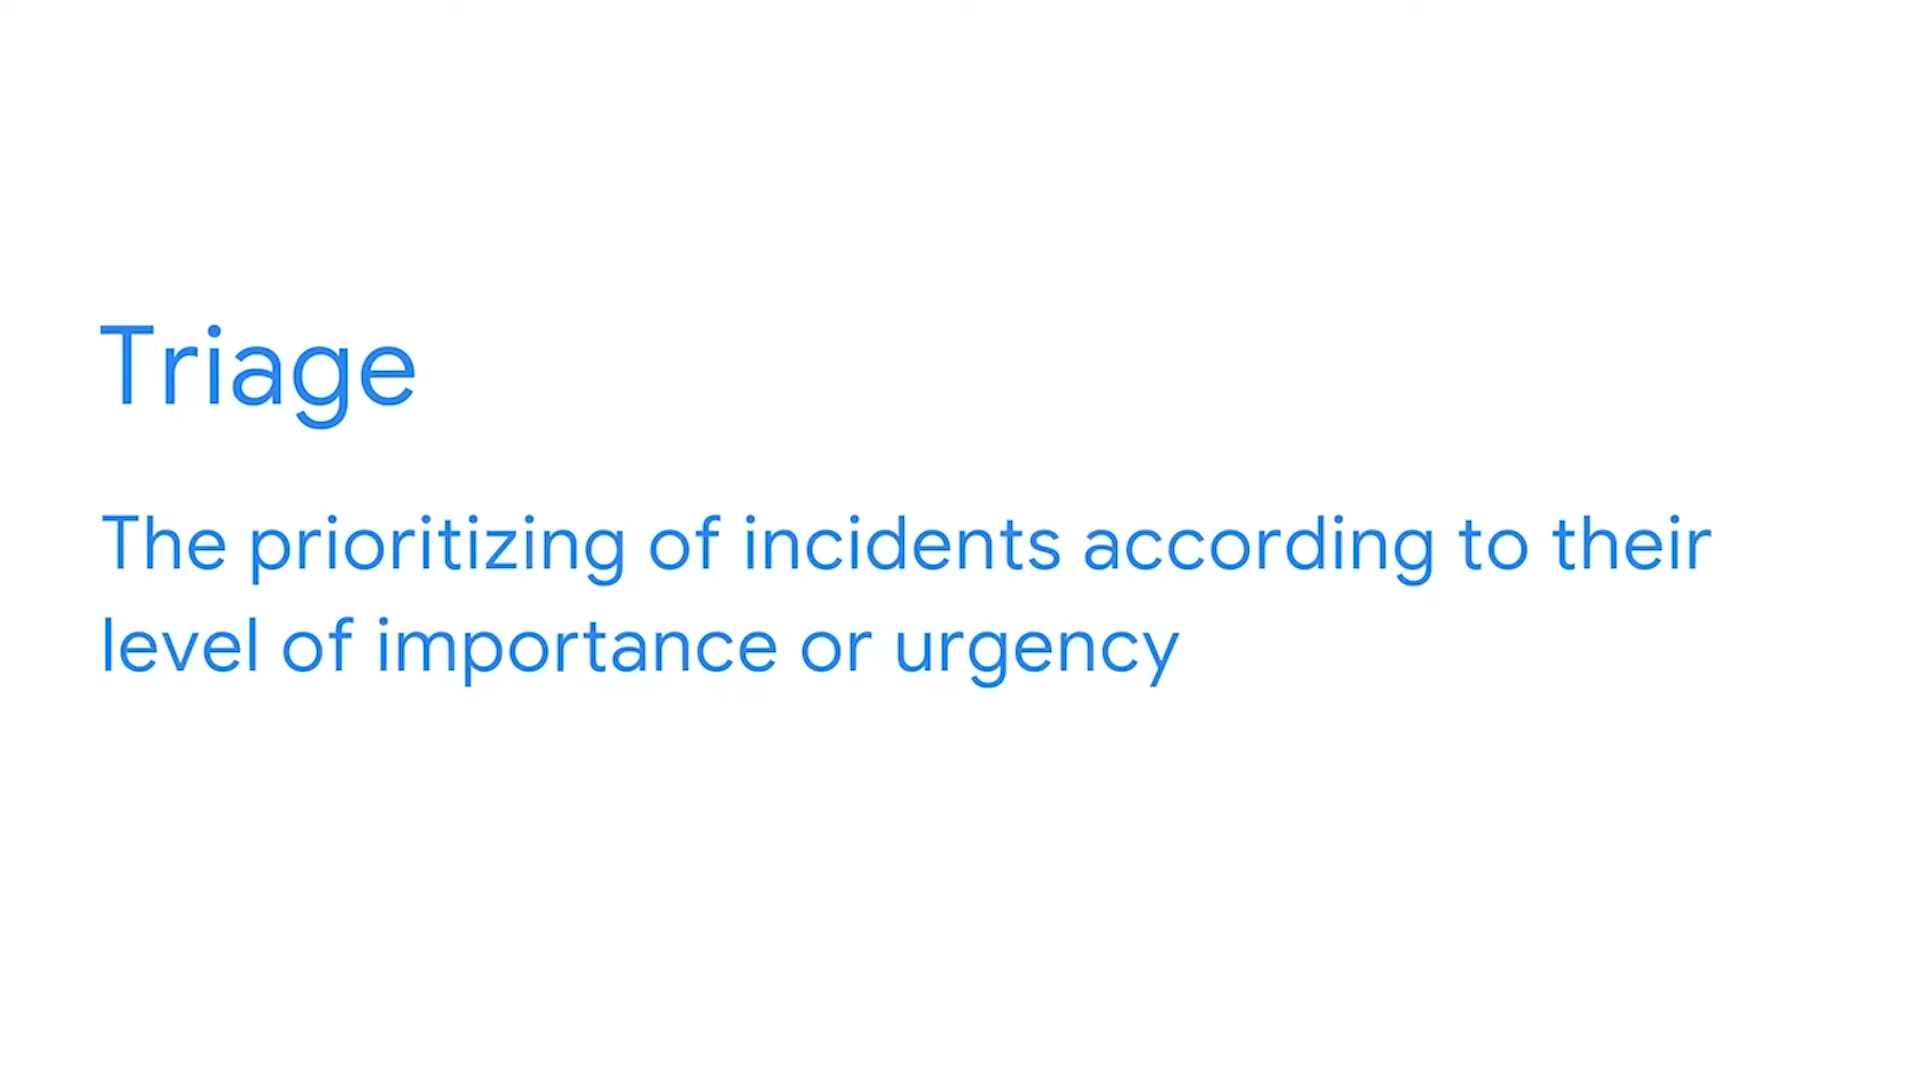 Triage
The prioritizing of incidents according to their
level of importance or urgency